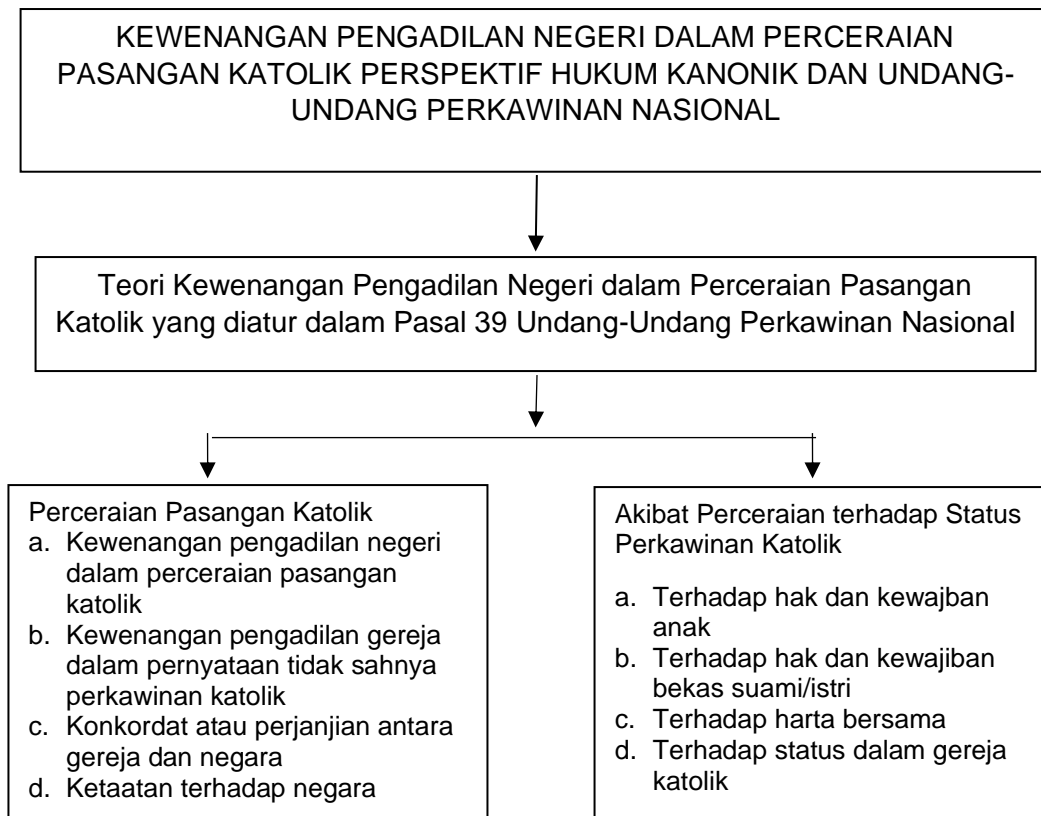 KEWENANGAN PENGADILAN NEGERI DALAM PERCERAIAN
PASANGAN KATOLIK PERSPEKTIF HUKUM KANONIK DAN UNDANG-
UNDANG PERKAWINAN NASIONAL
Teori Kewenangan Pengadilan Negeri dalam Perceraian Pasangan
Katolik yang diatur dalam Pasal 39 Undang-Undang Perkawinan Nasional
Perceraian Pasangan Katolik
a. Kewenangan pengadilan negeri
dalam perceraian pasangan
katolik
b. Kewenangan pengadilan gereja
dalam pernyataan tidak sahnya
perkawinan katolik
c. Konkordat atau perjanjian antara
gereja dan negara
d. Ketaatan terhadap negara
Akibat Perceraian terhadap Status
Perkawinan Katolik
a. Terhadap hak dan kewajban
anak
b. Terhadap hak dan kewajiban
bekas suami/istri
c. Terhadap harta bersama
d. Terhadap status dalam gereja
katolik